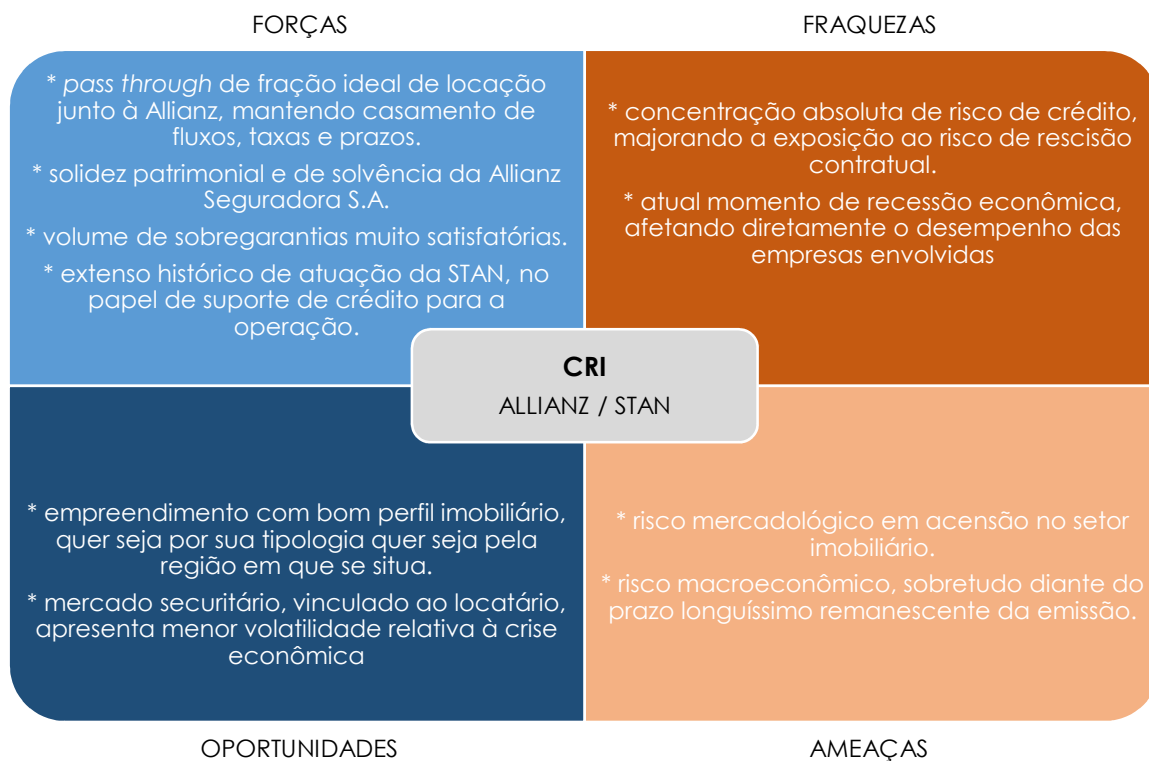 FORÇAS
* pass through de fração ideal de locação
junto à Allianz, mantendo casamento de
fluxos, taxas e prazos.
* solidez patrimonial e de solvência da Allianz
Seguradora S.A.
* volume de sobregarantias muito satisfatórias.
* extenso histórico de atuação da STAN, no
papel de suporte de crédito para a
operação.
FRAQUEZAS
* concentração absoluta de risco de crédito,
majorando a exposição ao risco de rescisão
contratual.
* atual momento de recessão econômica,
afetando diretamente o desempenho das
empresas envolvidas
CRI
ALLIANZ / STAN
* empreendimento com bom perfil imobiliário,
quer seja por sua tipologia quer seja pela
região em que se situa.
* mercado securitário, vinculado ao locatário,
apresenta menor volatilidade relativa à crise
econômica
OPORTUNIDADES
* risco mercadológico em acensão no setor
imobiliário.
* risco macroeconômico, sobretudo diante do
prazo longuíssimo remanescente da emissão.
AMEAÇAS